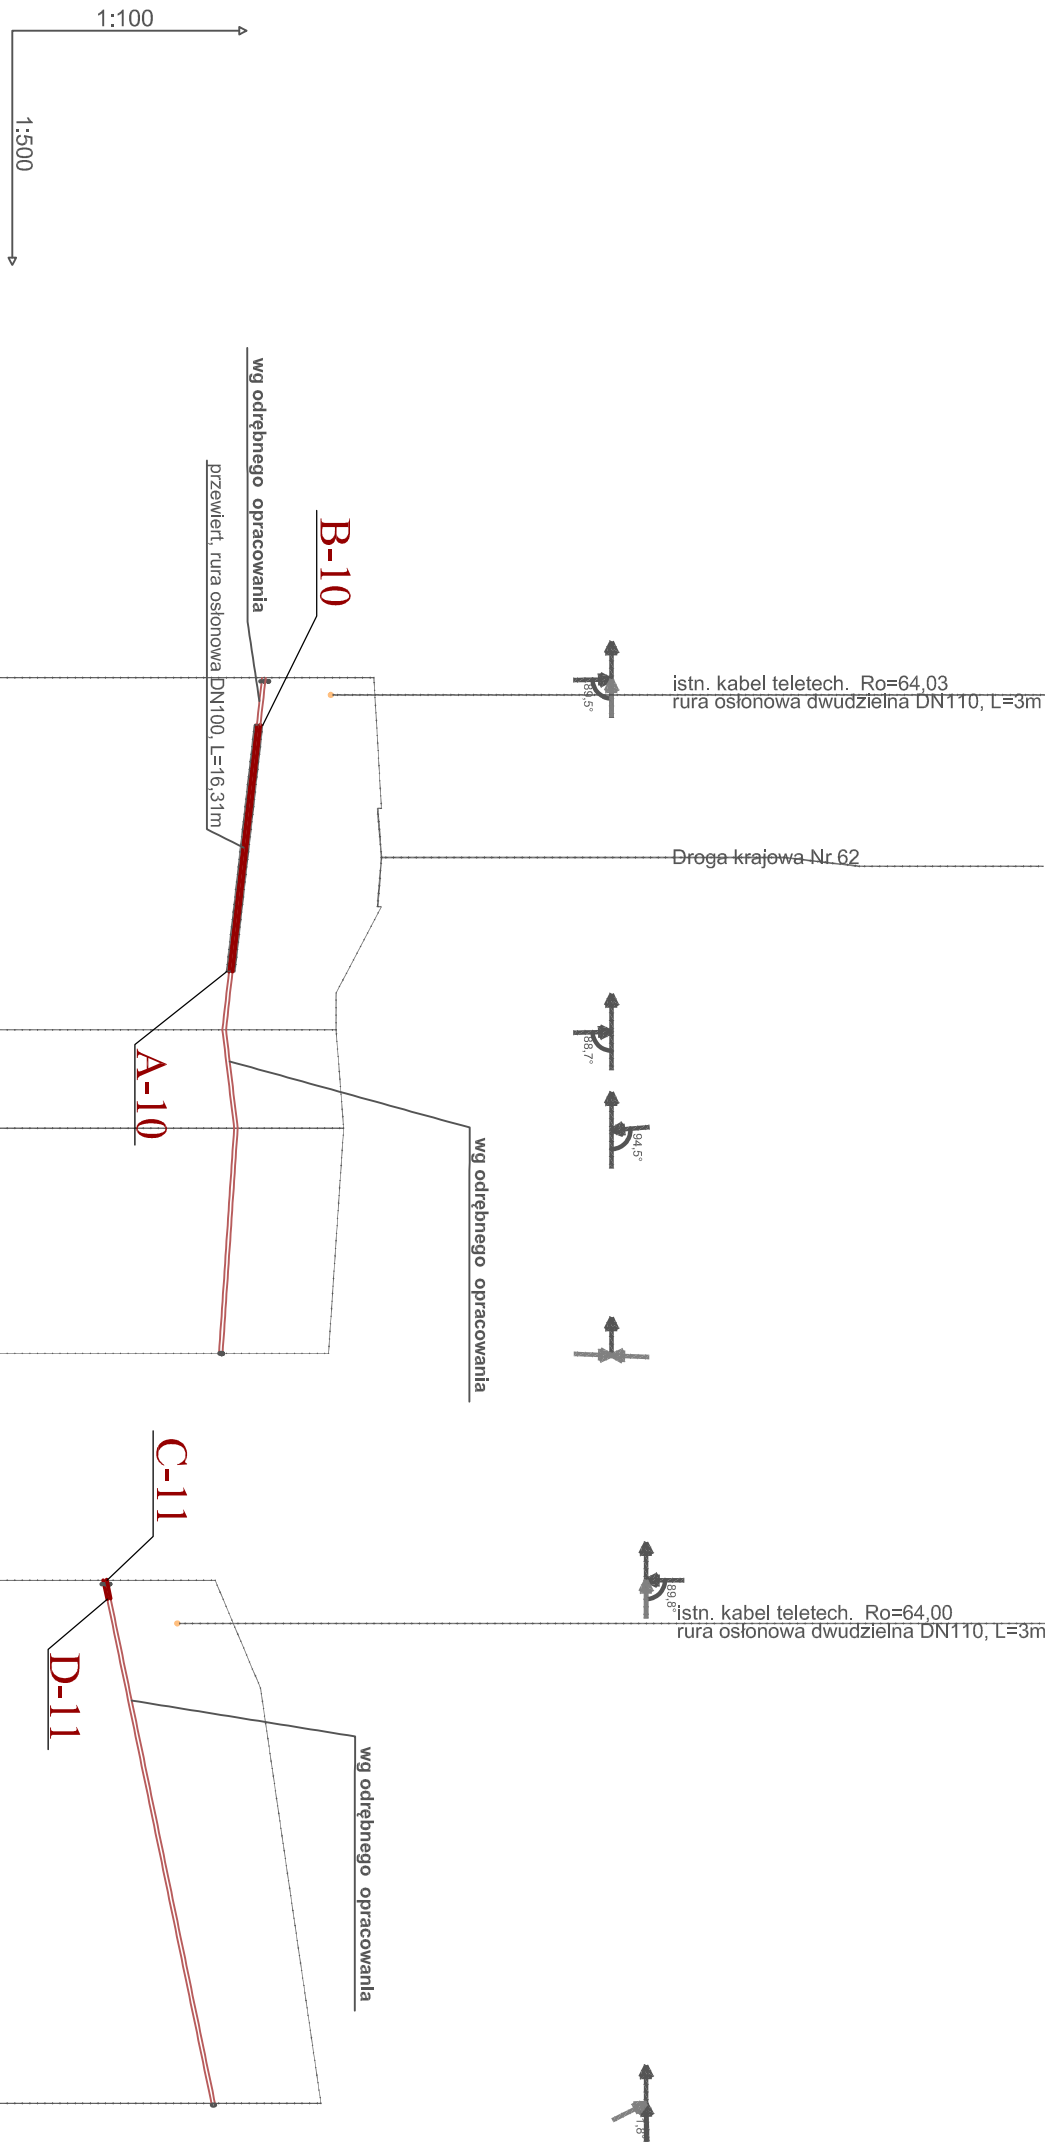 1:100
1:500
wg odrębnego opracowania
przewiert, rura osłonowa DN100, L=16,31m
B-10
89,5°
istn. kabel teletech. Ro=64,03
rura osłonowa dwudzielna DN110, L=3m
Droga krajowa Nr 62
88,7°
A-10
94,5°
wg odrębnego opracowania
C-11
89,8°
istn. kabel teletech. Ro=64,00
rura osłonowa dwudzielna DN110, L=3m
D-11
wg odrębnego opracowania
1,8°